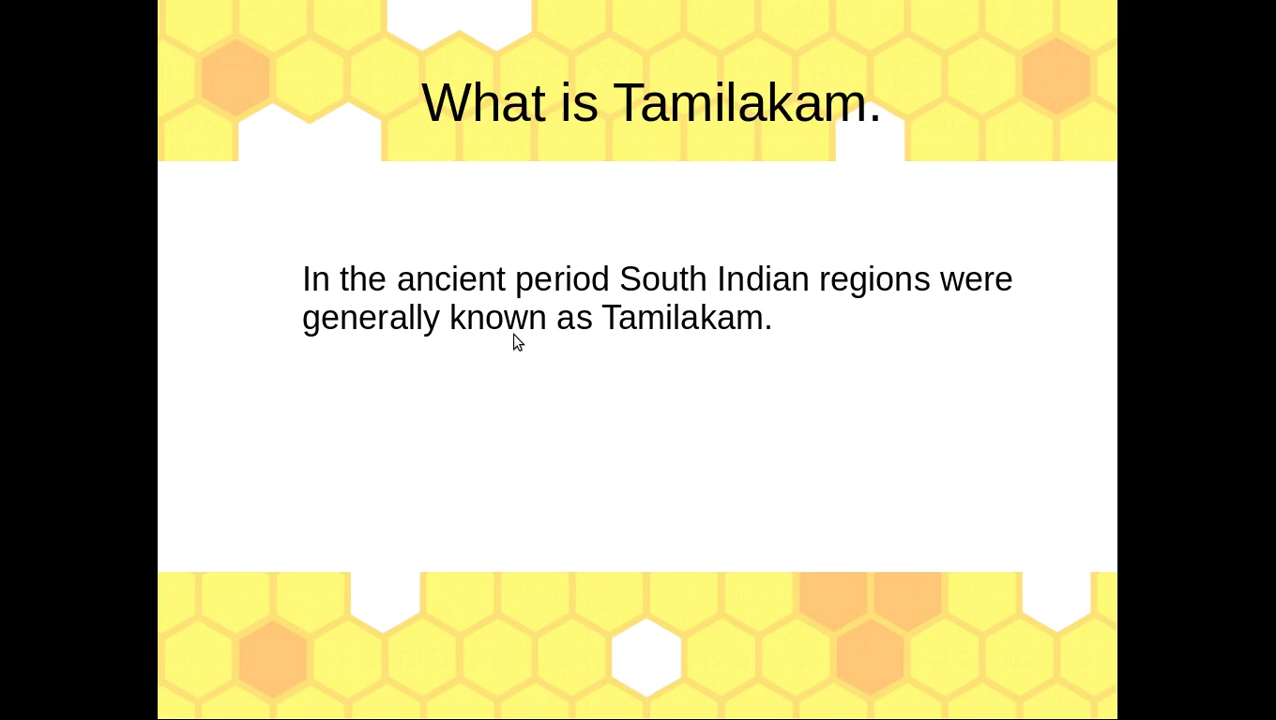 What is Tamilakam.
In the ancient period South Indian regions were
generally known as Tamilakam.